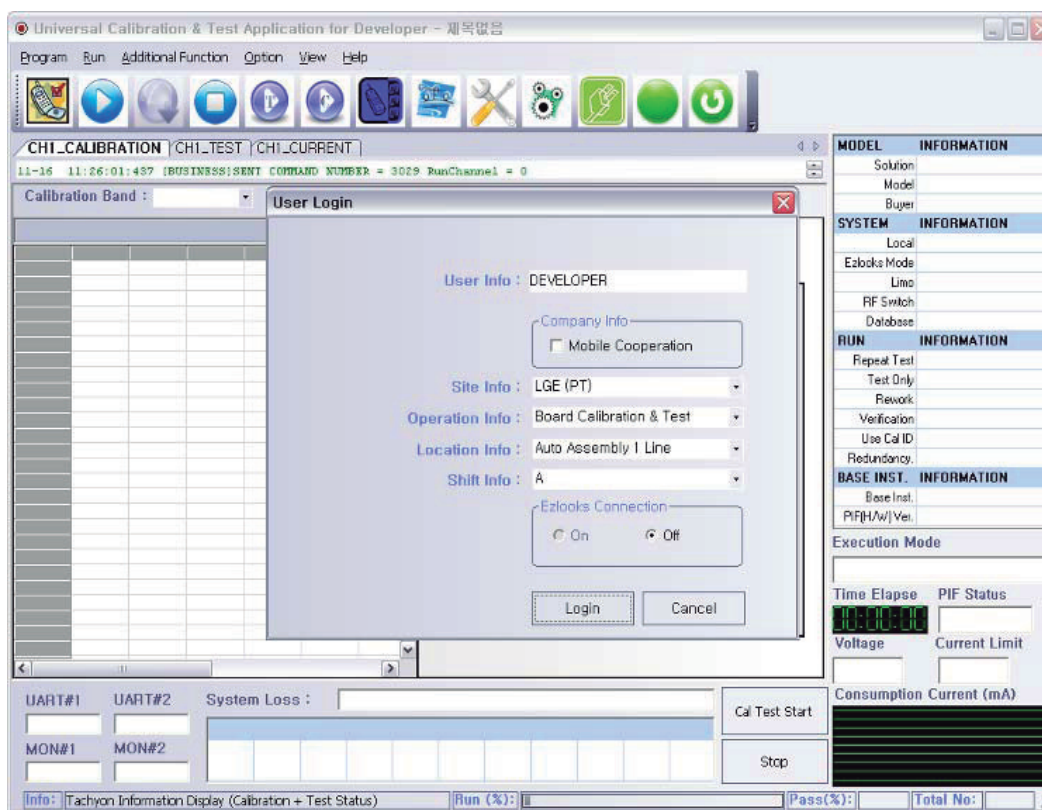 Universal Calibration & Test Application for Developer - 제목없음
Program Run Additional Function Option View Help
CH1_CALIBRATION CH1_TEST CH1_CURRENT
11-16 11:26:01:437 [BUSINESS]SENT COMMAND NUMBER = 3029 RunChannel = 0
Calibration Band :
User Login
User Info : DEVELOPER
Company Info
Mobile Cooperation
Site Info : LGE (PT)
Operation Info : Board Calibration & Test
Location Info : Auto Assembly 1 Line
Shift Info : A
Ezlooks Connection
On Off
Login Cancel
MODEL INFORMATION
Solution
Model
Buyer
SYSTEM INFORMATION
Local
Ezlooks Mode
Limo
RF Switch
Database
RUN INFORMATION
Repeat Test
Test Only
Rework
Verification
Use Cal ID
Redundancy.
BASE INST. INFORMATION
Base Inst.
PIF(H/W) Ver.
Execution Mode
Time Elapse PIF Status
00:00:00
Voltage Current Limit
Consumption Current (mA)
UART#1 UART#2 System Loss :
MON#1 MON#2
Cal Test Start
Stop
Info: Tachyon Information Display (Calibration + Test Status) Run (%): Pass(%): Total No: